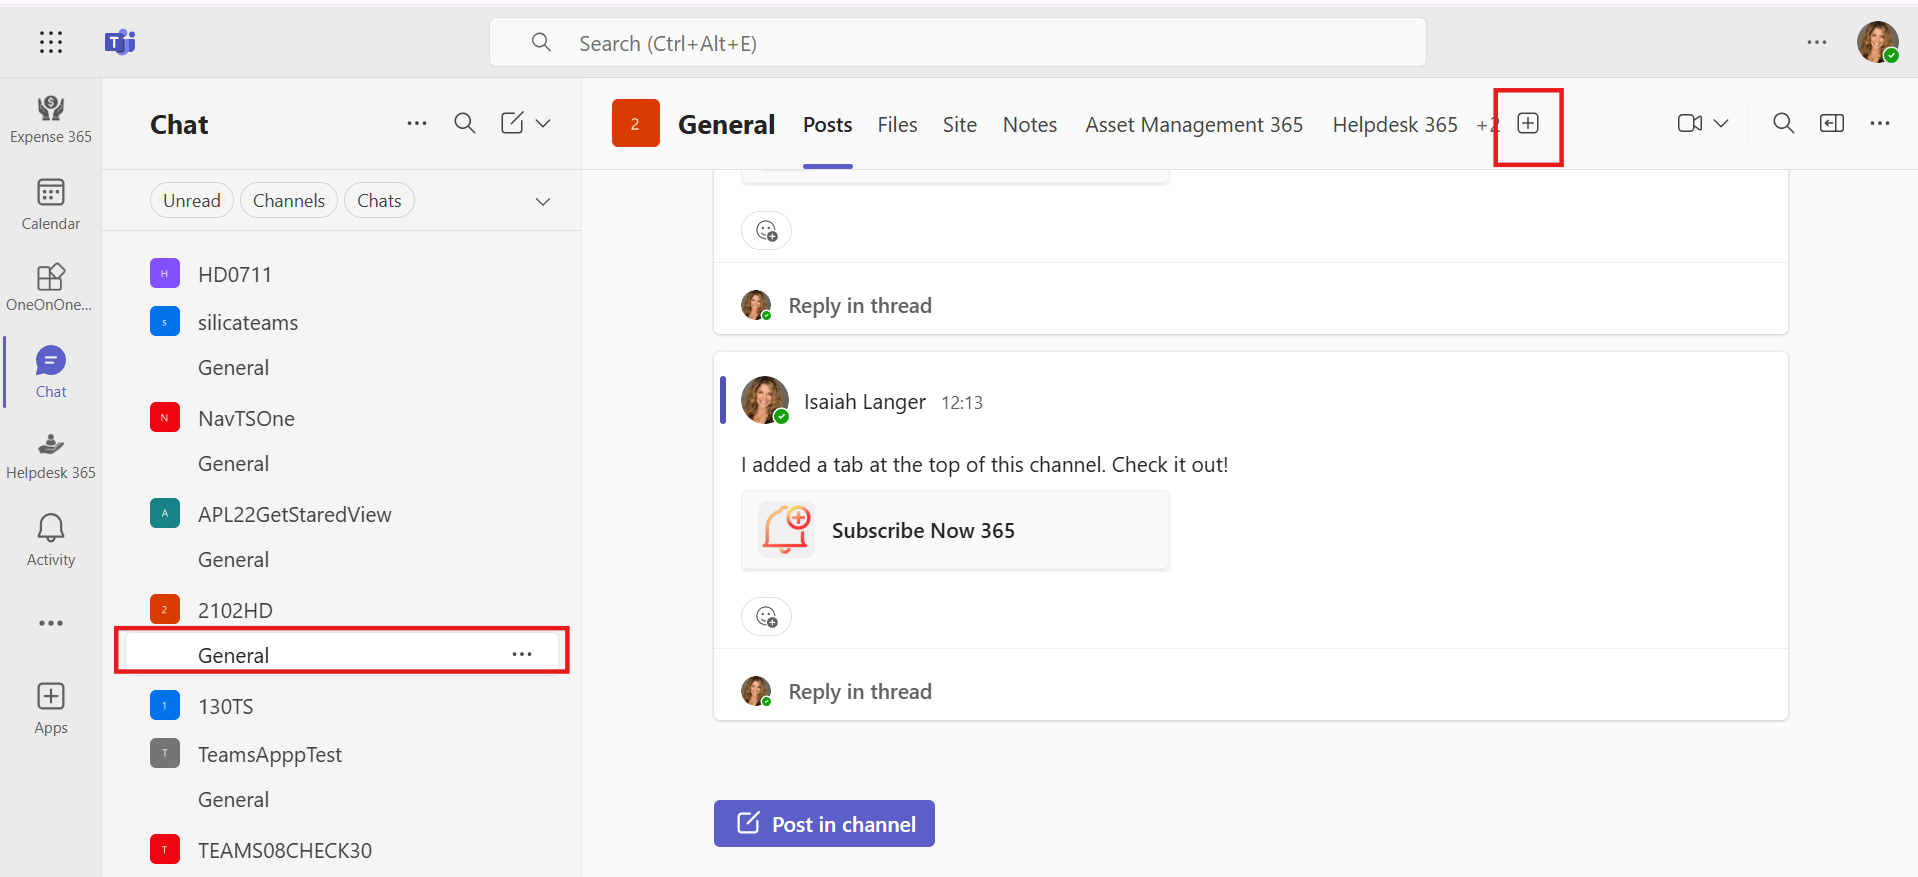 Search (Ctrl+Alt+E)
Expense 365
Calendar
OneOnOne...
Chat
Helpdesk 365
Activity
Apps
Chat
Unread Channels Chats
H HD0711
s silicateams
General
N NavTSOne
General
A APL22GetStaredView
General
2 2102HD
General
1 130TS
T TeamsApppTest
General
T TEAMS08CHECK30
2 General Posts Files Site Notes Asset Management 365 Helpdesk 365 +2
Reply in thread
Isaiah Langer 12:13
I added a tab at the top of this channel. Check it out!
Subscribe Now 365
Reply in thread
Post in channel